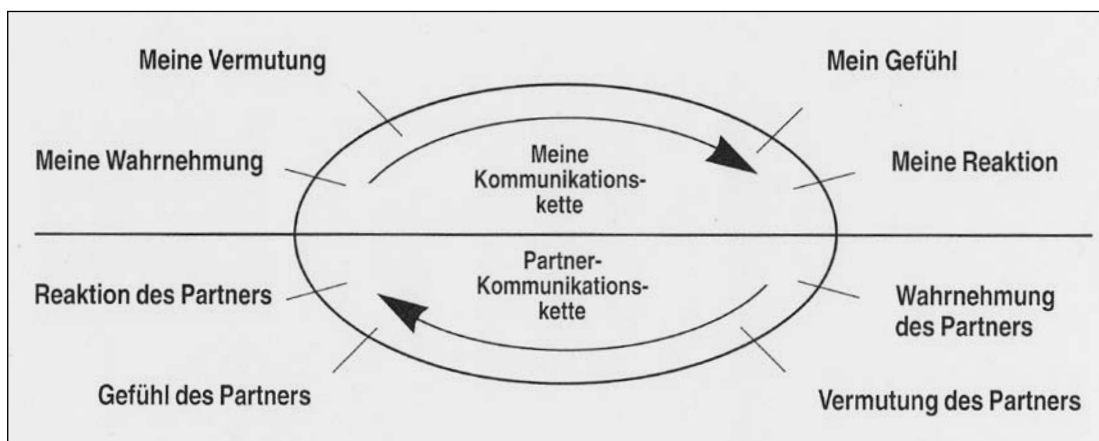 Meine Vermutung
Mein Gefühl
Meine Wahrnehmung
Meine
Kommunikations-
kette
Meine Reaktion
Reaktion des Partners
Partner-
Kommunikations-
kette
Wahrnehmung
des Partners
Gefühl des Partners
Vermutung des Partners